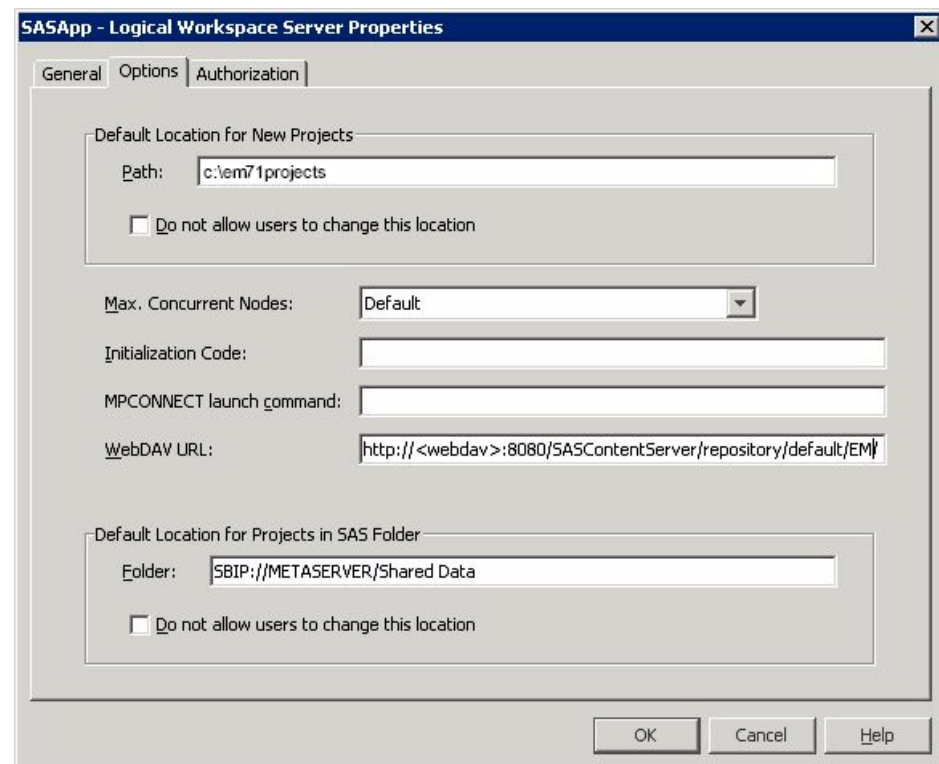 SASApp - Logical Workspace Server Properties
General Options Authorization
Default Location for New Projects
Path: c:\em71projects
Do not allow users to change this location
Max. Concurrent Nodes: Default
Initialization Code:
MPCONNECT launch command:
WebDAV URL: http://<webdav>:8080/SASContentServer/repository/default/EM/
Default Location for Projects in SAS Folder
Folder: SBIP://METASERVER/Shared Data
Do not allow users to change this location
OK Cancel Help